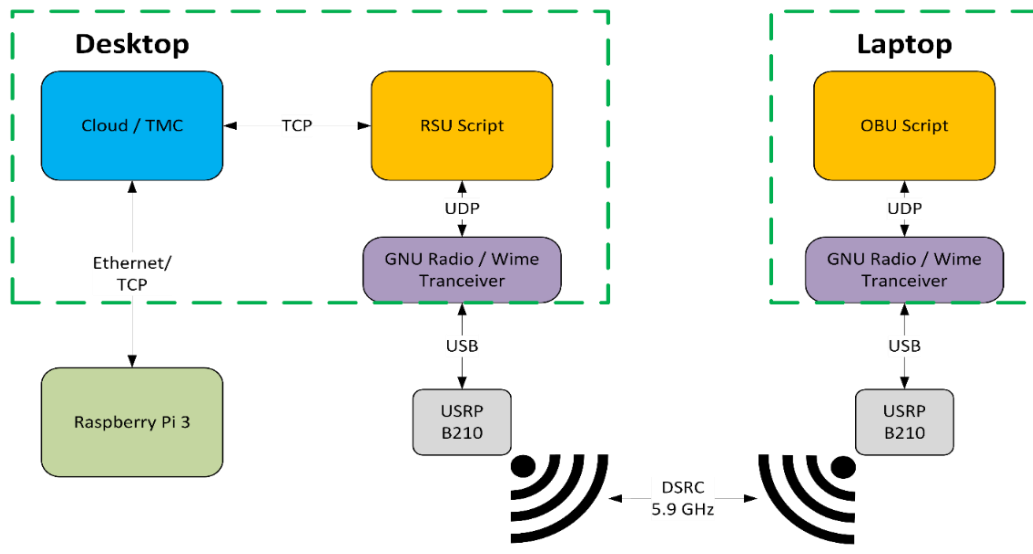 Desktop
Laptop
Cloud / TMC
TCP
RSU Script
OBU Script
UDP
UDP
Ethernet/
TCP
GNU Radio / Wime
Tranceiver
GNU Radio / Wime
Tranceiver
USB
USB
Raspberry Pi 3
USRP
B210
USRP
B210
DSRC
5.9 GHz